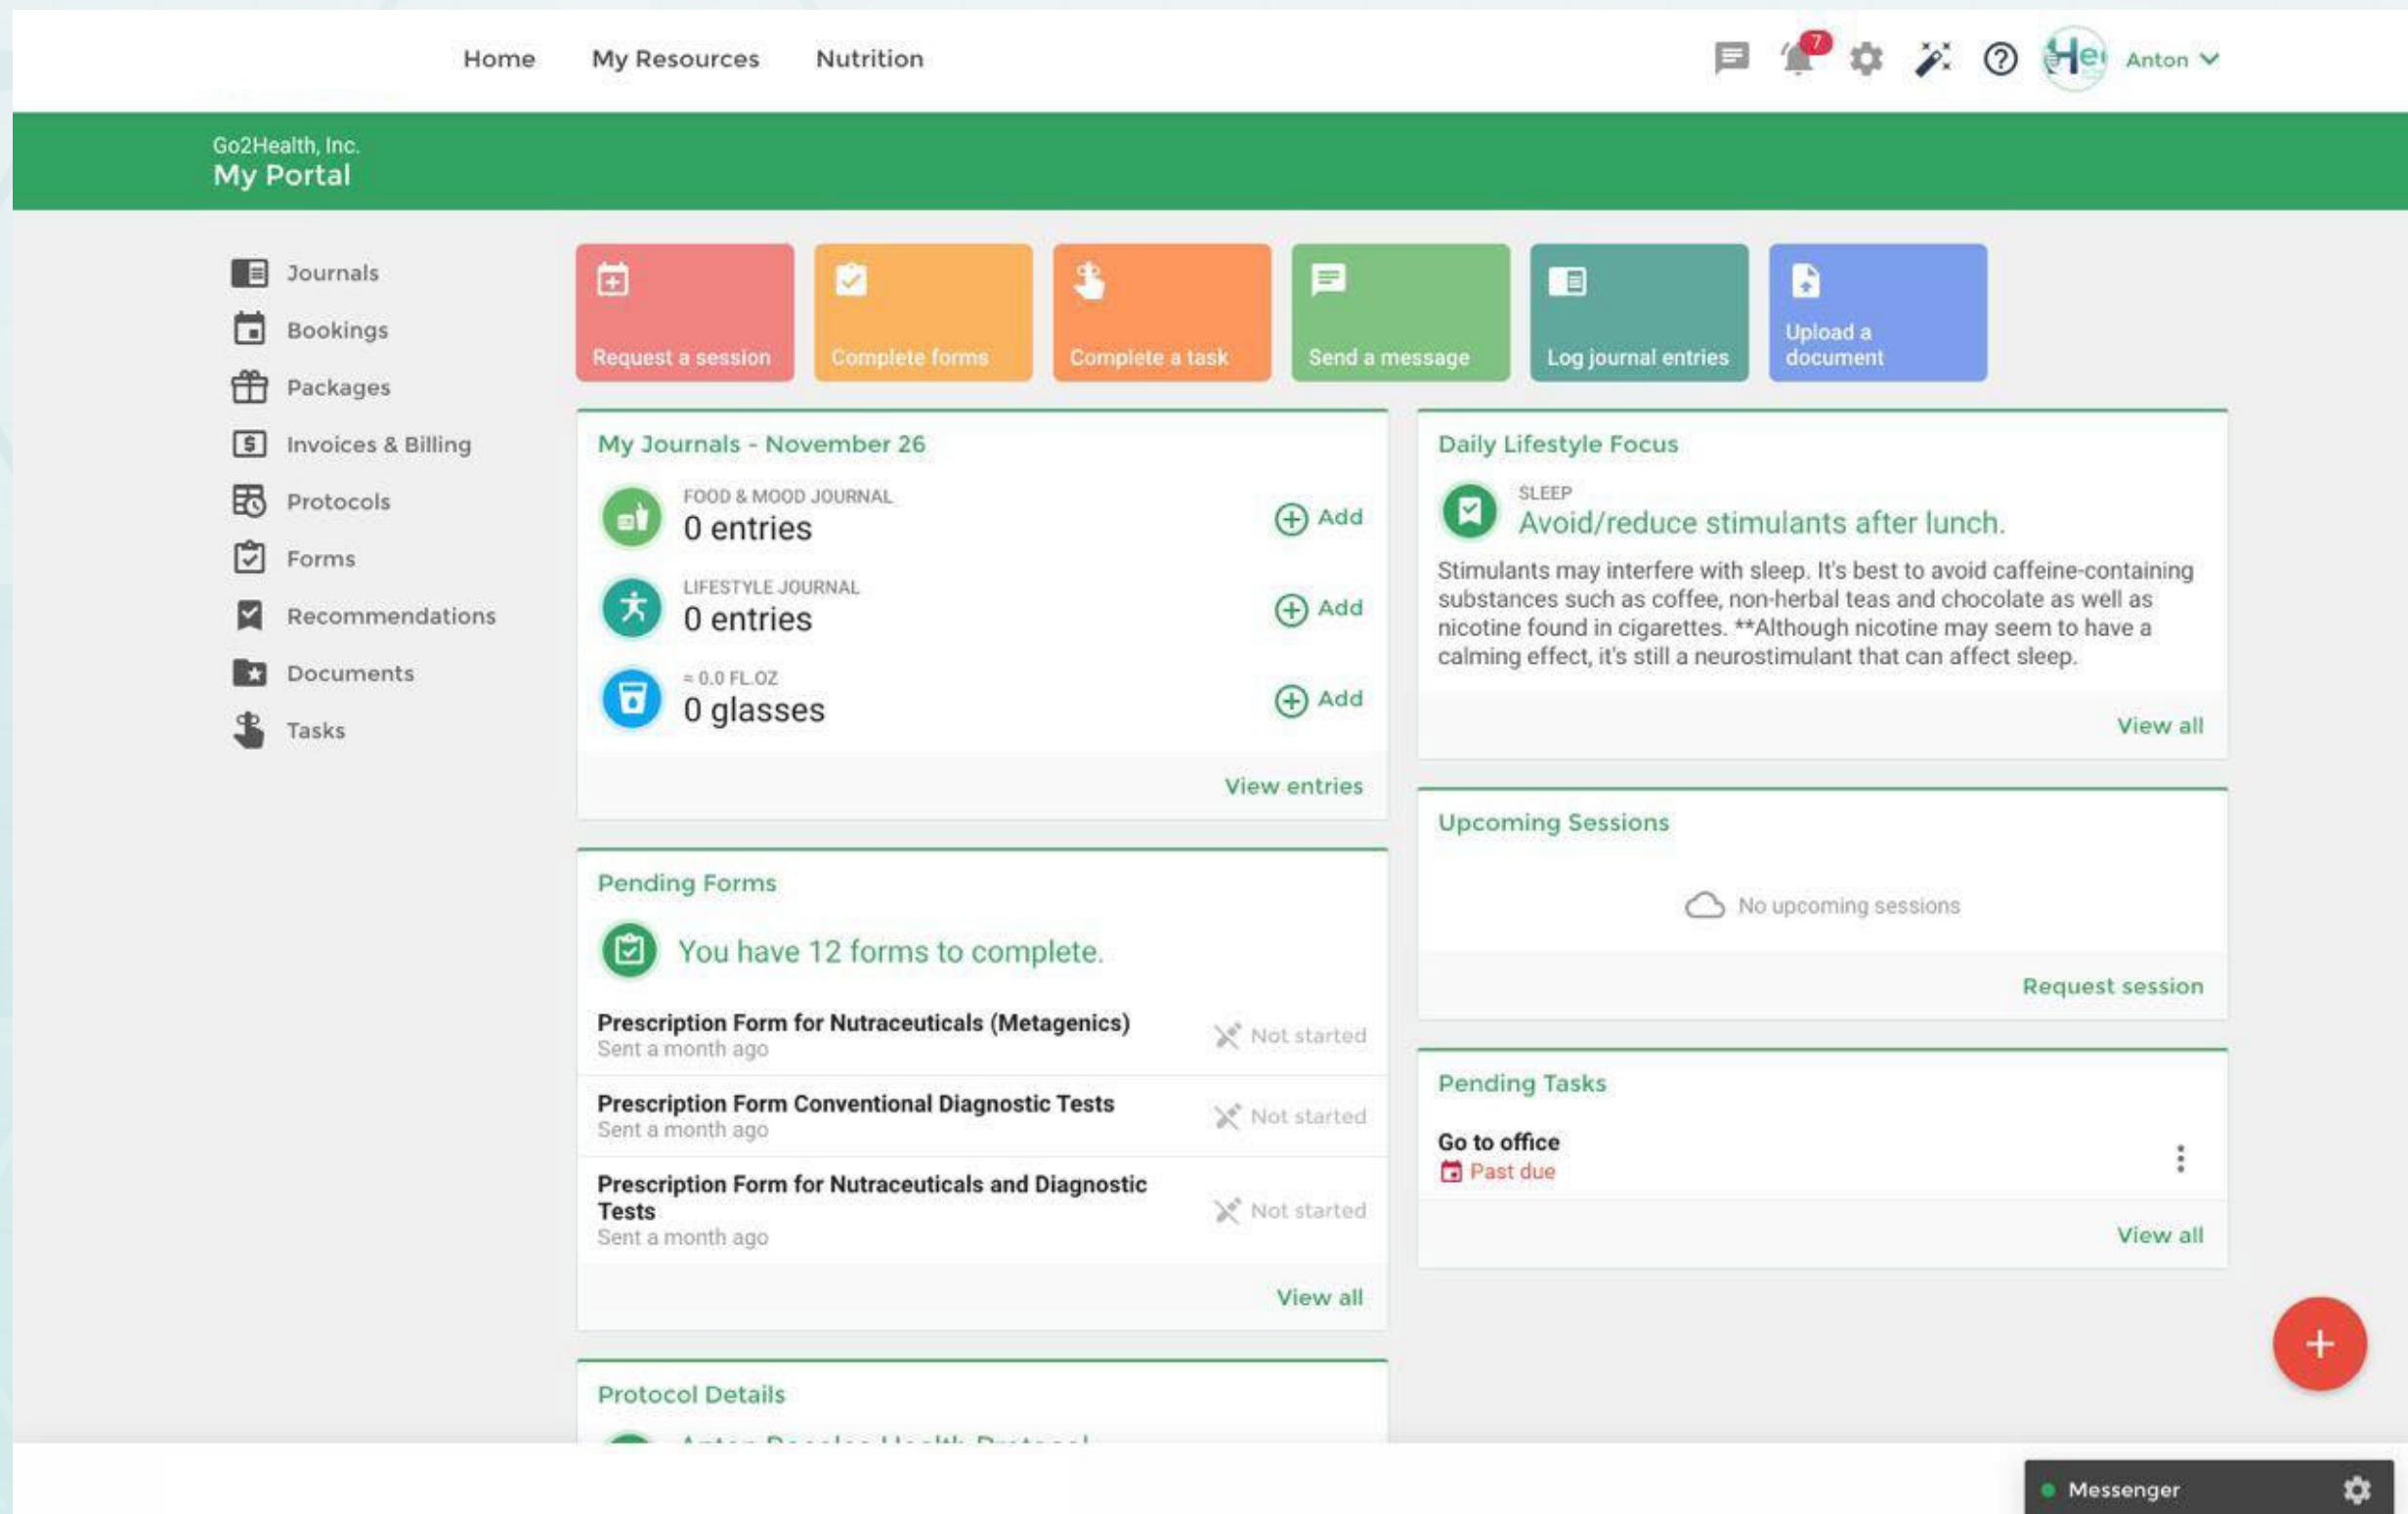 Home
My Resources
Nutrition
7
Anton
Go2Health, Inc.
My Portal
Journals
Bookings
Packages
Invoices & Billing
Protocols
Forms
Recommendations
Documents
Tasks
Request a session
Complete forms
Complete a task
Send a message
Log journal entries
Upload a
document
My Journals - November 26
FOOD & MOOD JOURNAL
0 entries
Add
LIFESTYLE JOURNAL
0 entries
Add
≈ 0.0 FL.OZ
0 glasses
Add
View entries
Pending Forms
You have 12 forms to complete.
Prescription Form for Nutraceuticals (Metagenics)
Sent a month ago
Not started
Prescription Form Conventional Diagnostic Tests
Sent a month ago
Not started
Prescription Form for Nutraceuticals and Diagnostic
Tests
Sent a month ago
Not started
View all
Protocol Details
Daily Lifestyle Focus
SLEEP
Avoid/reduce stimulants after lunch.
Stimulants may interfere with sleep. It's best to avoid caffeine-containing
substances such as coffee, non-herbal teas and chocolate as well as
nicotine found in cigarettes. **Although nicotine may seem to have a
calming effect, it's still a neurostimulant that can affect sleep.
View all
Upcoming Sessions
No upcoming sessions
Request session
Pending Tasks
Go to office
Past due
View all
Messenger